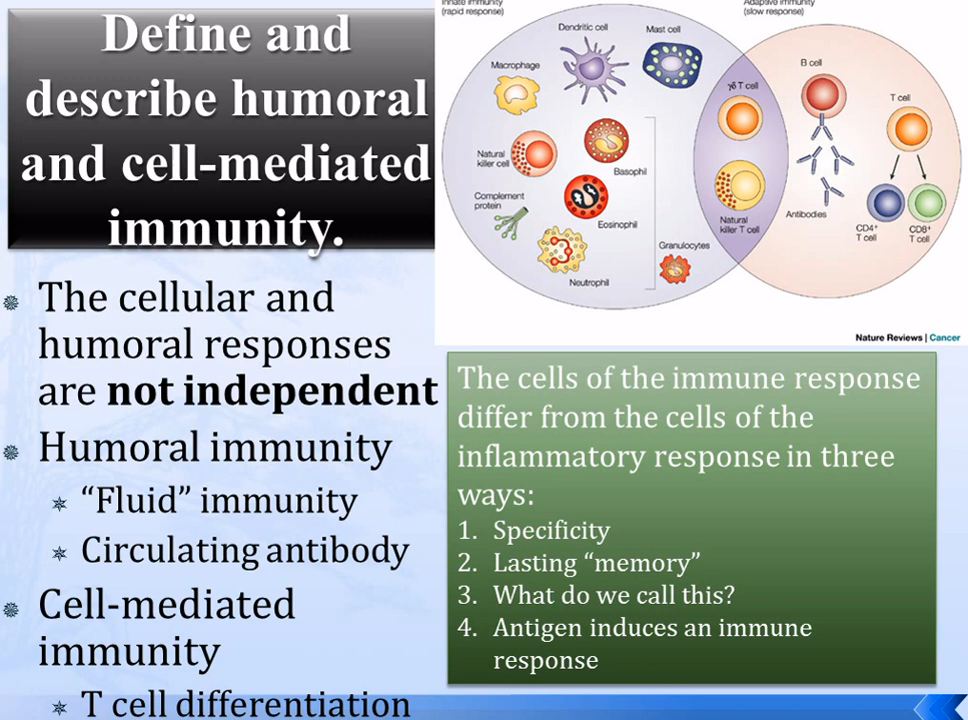 Define and
describe humoral
and cell-mediated
immunity.
The cellular and
humoral responses
are not independent
Humoral immunity
“Fluid” immunity
Circulating antibody
Cell-mediated
immunity
T cell differentiation
Innate immunity
(rapid response)
Adaptive immunity
(slow response)
Dendritic cell
Mast cell
Macrophage
γδ T cell
B cell
T cell
Natural
killer cell
Basophil
Complement
protein
Eosinophil
Antibodies
Natural
killer T cell
CD4+
T cell
CD8+
T cell
Granulocytes
Neutrophil
Nature Reviews | Cancer
The cells of the immune response
differ from the cells of the
inflammatory response in three
ways:
1. Specificity
2. Lasting “memory”
3. What do we call this?
4. Antigen induces an immune
response